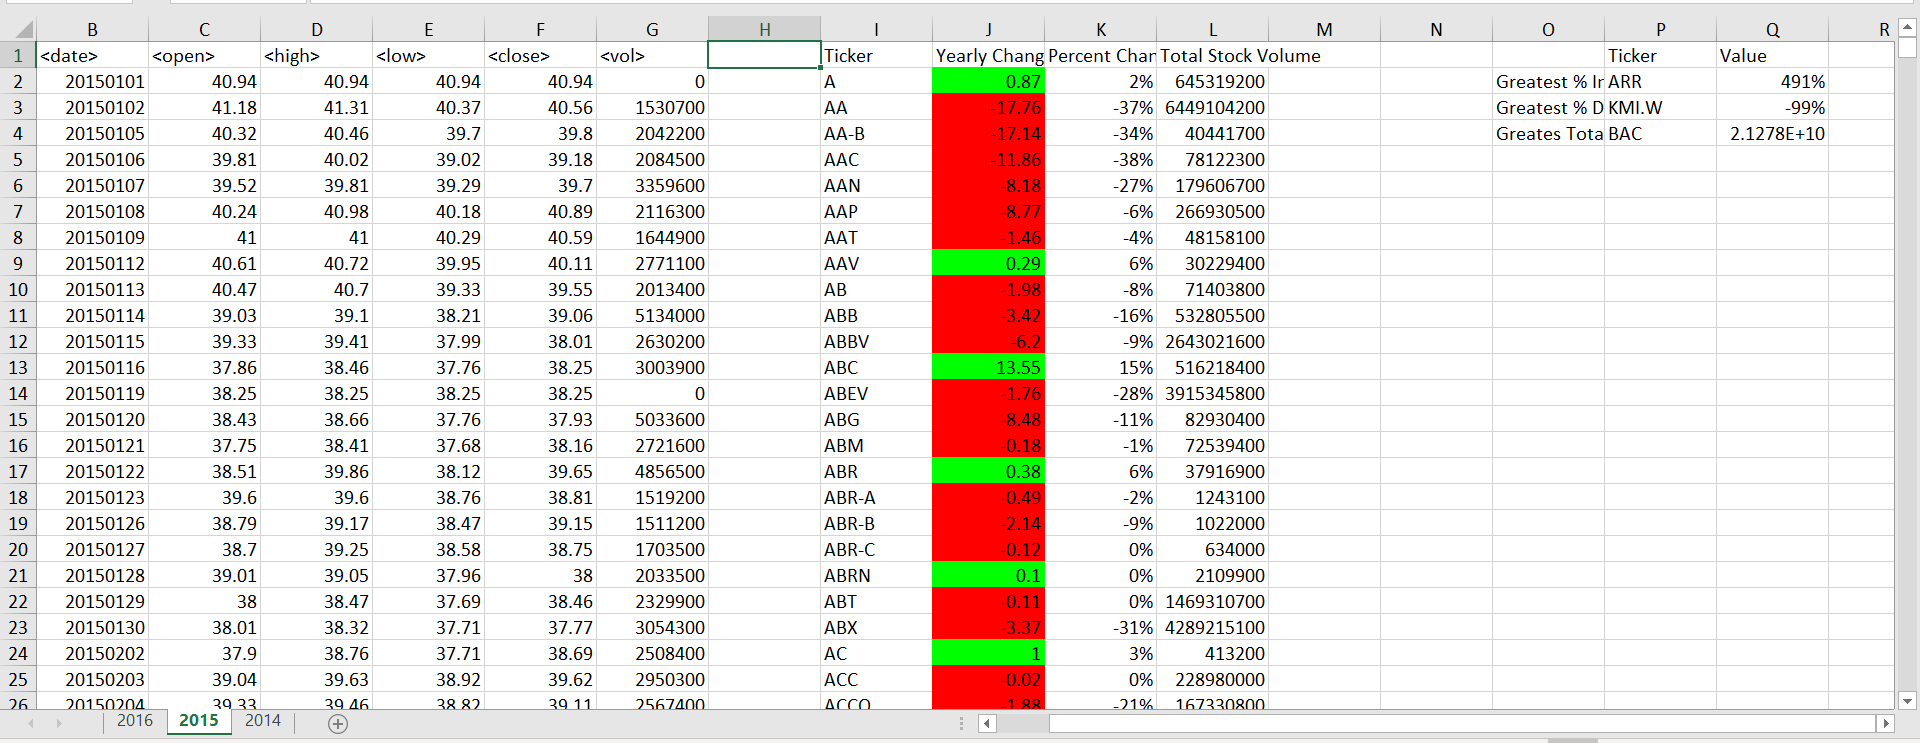 B C D E F G H I J K L M N O P Q R
1 <date> <open> <high> <low> <close> <vol> Ticker Yearly Chang Percent Chan Total Stock Volume Ticker Value
2 20150101 40.94 40.94 40.94 40.94 0 A 0.87 2% 645319200 Greatest % In ARR 491%
3 20150102 41.18 41.31 40.37 40.56 1530700 AA -17.76 -37% 6449104200 Greatest % D KMI.W -99%
4 20150105 40.32 40.46 39.7 39.8 2042200 AA-B -17.14 -34% 40441700 Greates Tota BAC 2.1278E+10
5 20150106 39.81 40.02 39.02 39.18 2084500 AAC -11.86 -38% 78122300
6 20150107 39.52 39.81 39.29 39.7 3359600 AAN -8.18 -27% 179606700
7 20150108 40.24 40.98 40.18 40.89 2116300 AAP -8.77 -6% 266930500
8 20150109 41 41 40.29 40.59 1644900 AAT -1.46 -4% 48158100
9 20150112 40.61 40.72 39.95 40.11 2771100 AAV 0.29 6% 30229400
10 20150113 40.47 40.7 39.33 39.55 2013400 AB -1.98 -8% 71403800
11 20150114 39.03 39.1 38.21 39.06 5134000 ABB -3.42 -16% 532805500
12 20150115 39.33 39.41 37.99 38.01 2630200 ABBV -6.2 -9% 2643021600
13 20150116 37.86 38.46 37.76 38.25 3003900 ABC 13.55 15% 516218400
14 20150119 38.25 38.25 38.25 38.25 0 ABEV -1.76 -28% 3915345800
15 20150120 38.43 38.66 37.76 37.93 5033600 ABG -8.48 -11% 82930400
16 20150121 37.75 38.41 37.68 38.16 2721600 ABM -0.18 -1% 72539400
17 20150122 38.51 39.86 38.12 39.65 4856500 ABR 0.38 6% 37916900
18 20150123 39.6 39.6 38.76 38.81 1519200 ABR-A -0.49 -2% 1243100
19 20150126 38.79 39.17 38.47 39.15 1511200 ABR-B -2.14 -9% 1022000
20 20150127 38.7 39.25 38.58 38.75 1703500 ABR-C -0.12 0% 634000
21 20150128 39.01 39.05 37.96 38 2033500 ABRN 0.1 0% 2109900
22 20150129 38 38.47 37.69 38.46 2329900 ABT -0.11 0% 1469310700
23 20150130 38.01 38.32 37.71 37.77 3054300 ABX -3.37 -31% 4289215100
24 20150202 37.9 38.76 37.71 38.69 2508400 AC 1 3% 413200
25 20150203 39.04 39.63 38.92 39.62 2950300 ACC -0.02 0% 228980000
26 20150204 39.33 39.46 38.82 39.11 2567400 ACCO -1.88 -21% 167330800
2016 2015 2014